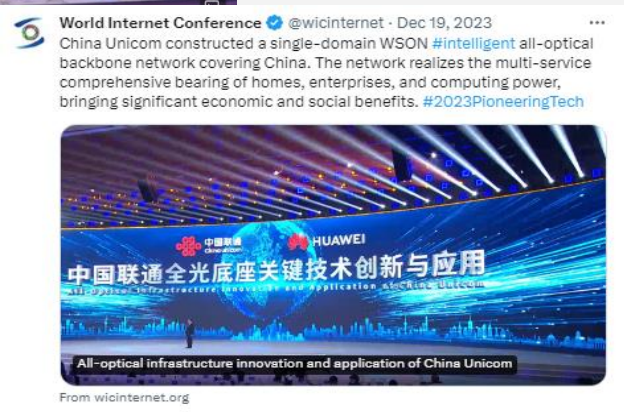 World Internet Conference @wicinternet · Dec 19, 2023
China Unicom constructed a single-domain WSON #intelligent all-optical
backbone network covering China. The network realizes the multi-service
comprehensive bearing of homes, enterprises, and computing power,
bringing significant economic and social benefits. #2023PioneeringTech
中国联通 HUAWEI
China unicom
中国联通全光底座关键技术创新与应用
All-Optical Infrastructure Innovation and Application of China Unicom
All-optical infrastructure innovation and application of China Unicom
From wicinternet.org